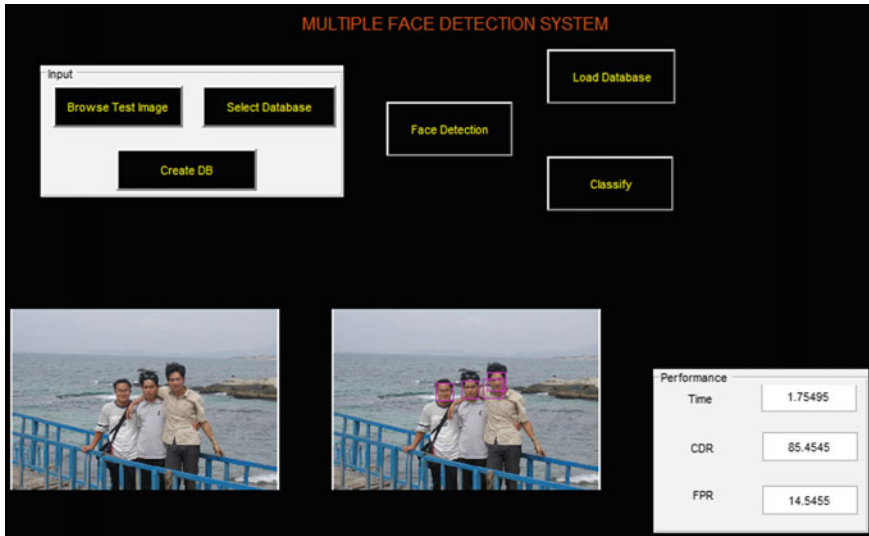 MULTIPLE FACE DETECTION SYSTEM
Input
Browse Test Image
Select Database
Create DB
Face Detection
Load Database
Classify
Performance
Time 1.75495
CDR 85.4545
FPR 14.5455